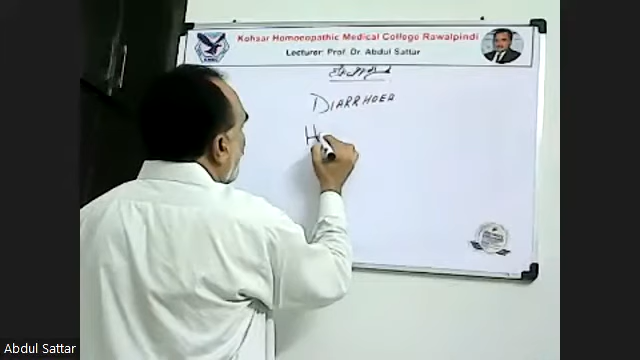 Kohsar Homoeopathic Medical College Rawalpindi
Lecturer: Prof. Dr. Abdul Sattar
DIARRHOEA
H
Abdul Sattar